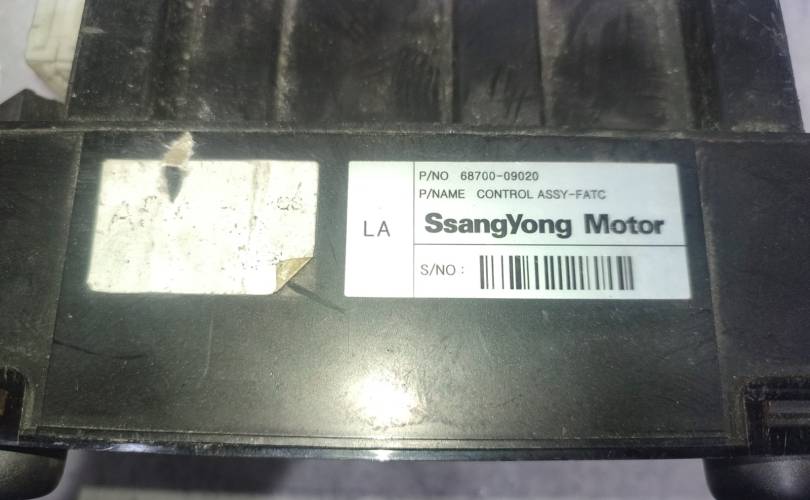 P/NO 68700-09020
P/NAME CONTROL ASSY-FATC
LA
SsangYong Motor
S/NO :